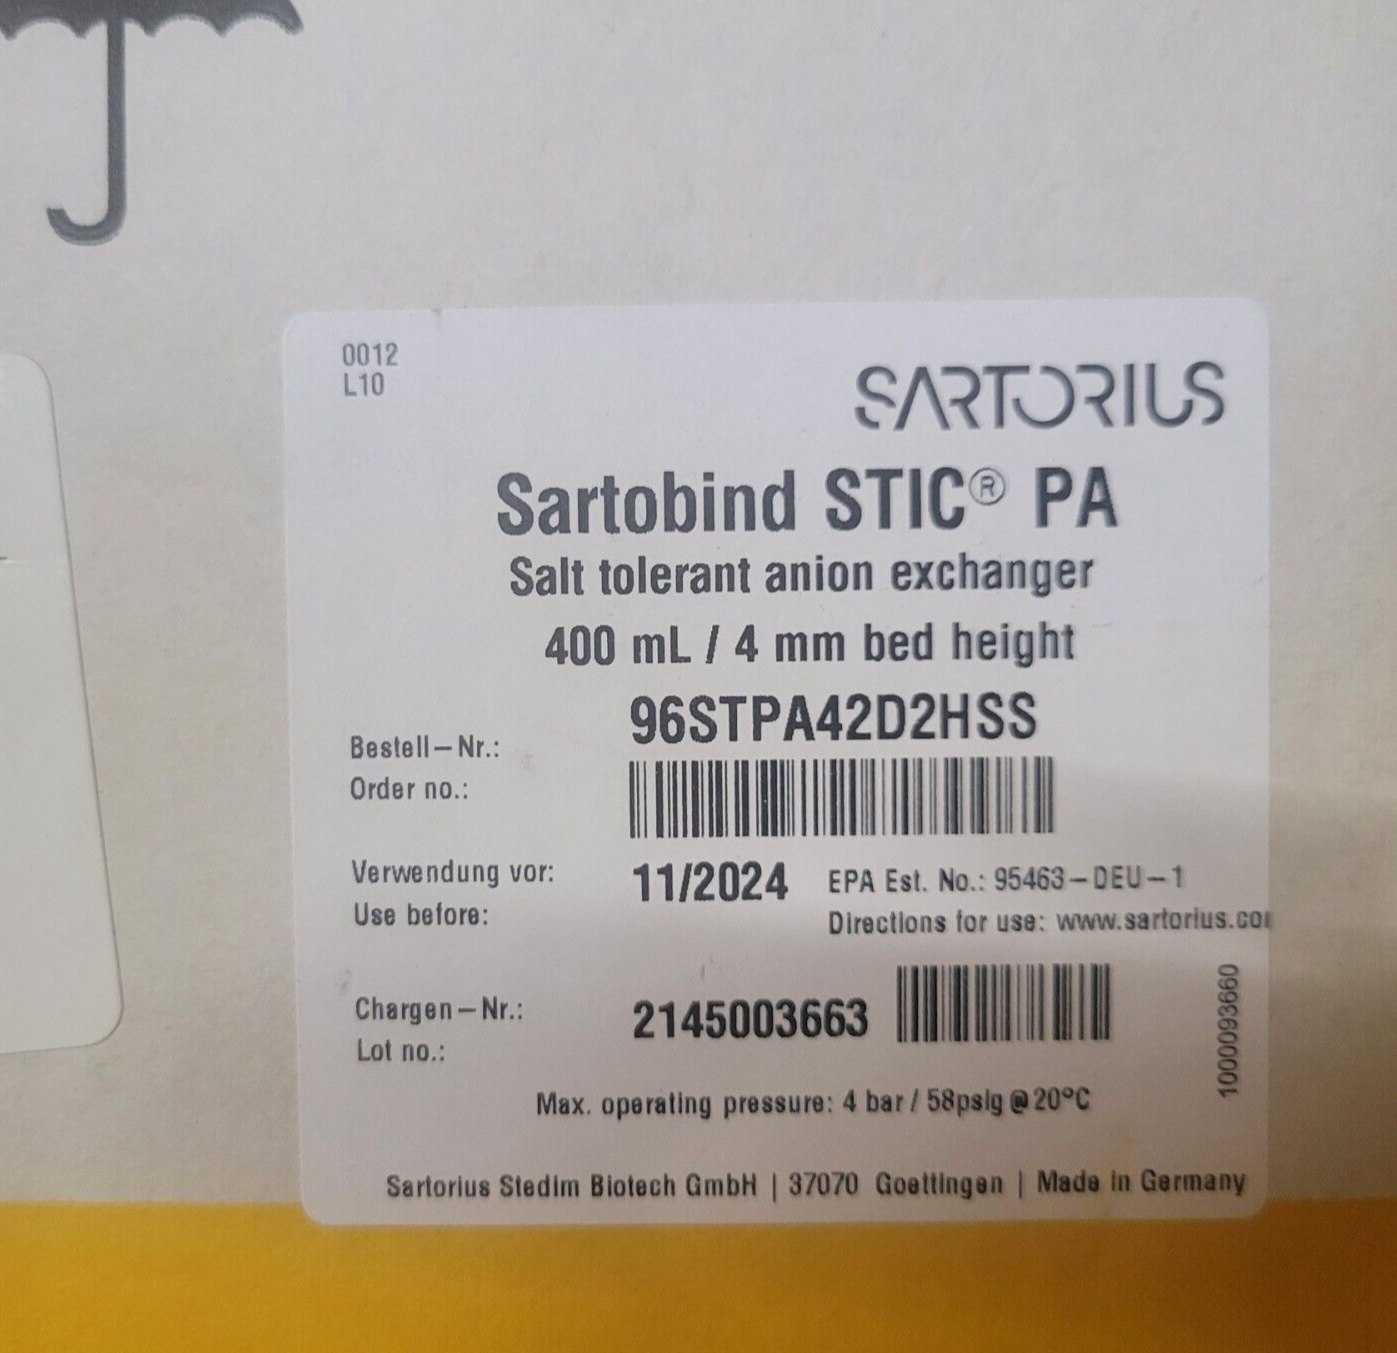 0012
L10
SARTORIUS
Sartobind STIC® PA
Salt tolerant anion exchanger
400 mL / 4 mm bed height
96STPA42D2HSS
Bestell-Nr.:
Order no.:
Verwendung vor:
Use before:
11/2024
EPA Est. No.: 95463-DEU-1
Directions for use: www.sartorius.co
Chargen-Nr.:
Lot no.:
2145003663
1000093660
Max. operating pressure: 4 bar / 58psig @ 20°C
Sartorius Stedim Biotech GmbH | 37070 Goettingen | Made in Germany